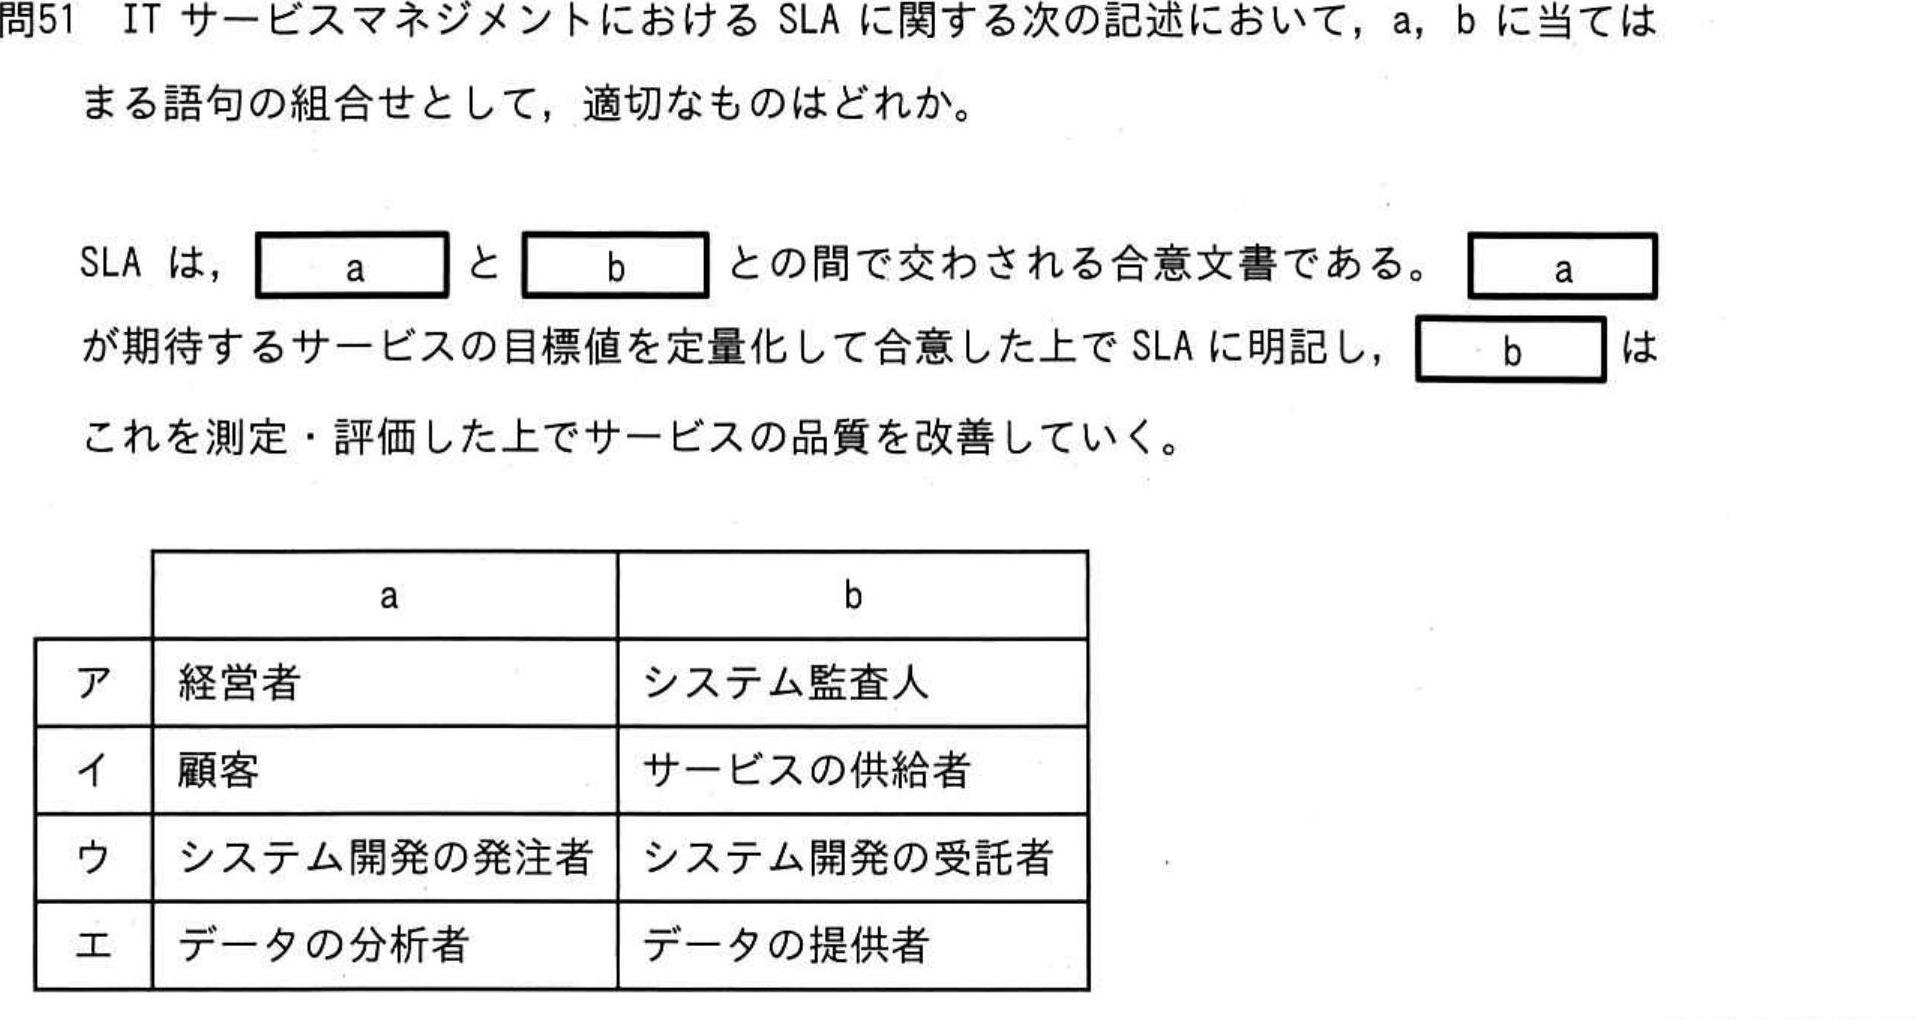 問51 IT サービスマネジメントにおける SLA に関する次の記述において，a，b に当ては
まる語句の組合せとして，適切なものはどれか。
SLA は， a と b との間で交わされる合意文書である。 a
が期待するサービスの目標値を定量化して合意した上で SLA に明記し， b は
これを測定・評価した上でサービスの品質を改善していく。
a b
ア 経営者 システム監査人
イ 顧客 サービスの供給者
ウ システム開発の発注者 システム開発の受託者
エ データの分析者 データの提供者